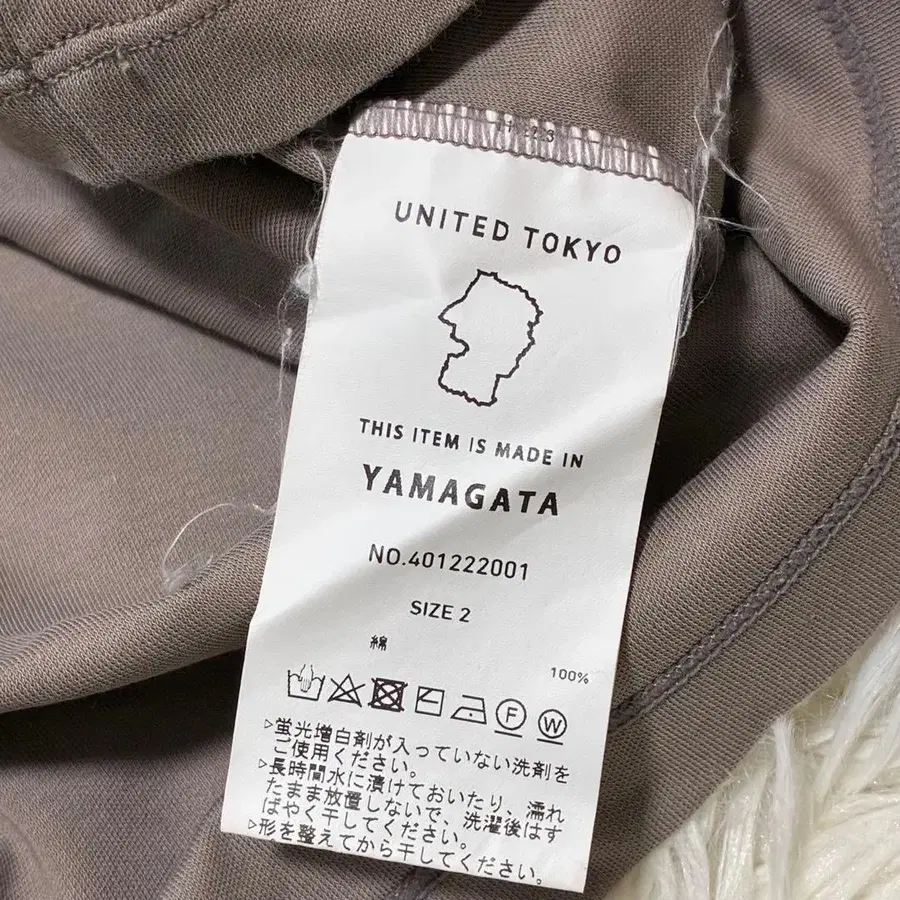 UNITED TOKYO
THIS ITEM IS MADE IN
YAMAGATA
NO.401222001
SIZE 2
綿 100%
F W
▷蛍光増白剤が入っていない洗剤を
ご使用ください。
▷長時間水に漬けておいたり、濡れ
たまま放置しないで、洗濯後はす
ばやく干してください。
▷形を整えてから干してください。